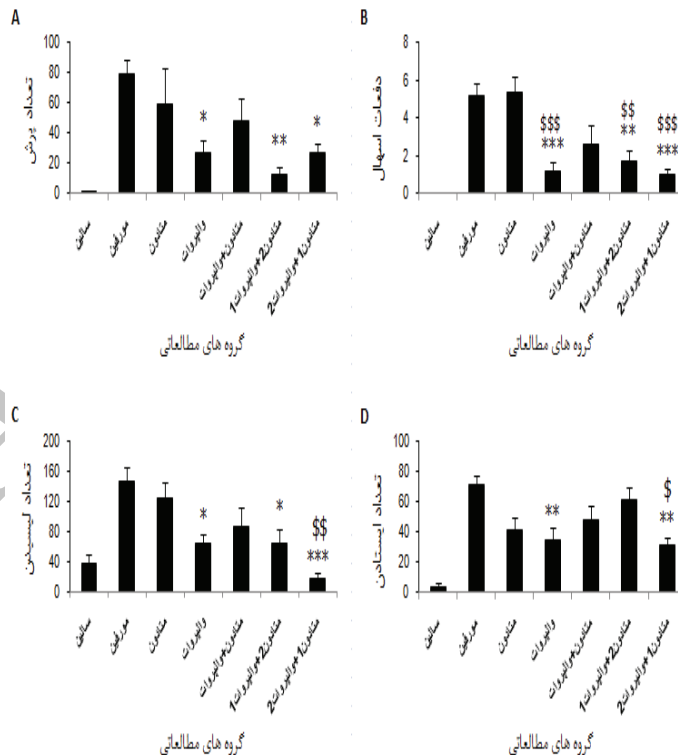 A
تعداد پرش
100
80
60
40
20
0
*
**
*
سالین
مورفین
متادون
والپروات
متادون+والپروات
متادون2+والپروات1
متادون1+والپروات2
گروه های مطالعاتی
B
دفعات اسهال
8
6
4
2
0
$$$
***
$$
**
$$$
***
سالین
مورفین
متادون
والپروات
متادون+والپروات
متادون2+والپروات1
متادون1+والپروات2
گروه های مطالعاتی
C
تعداد لیسیدن
200
160
120
80
40
0
*
*
$$
***
سالین
مورفین
متادون
والپروات
متادون+والپروات
متادون2+والپروات1
متادون1+والپروات2
گروه های مطالعاتی
D
تعداد ایستادن
100
80
60
40
20
0
**
$
**
سالین
مورفین
متادون
والپروات
متادون+والپروات
متادون2+والپروات1
متادون1+والپروات2
گروه های مطالعاتی